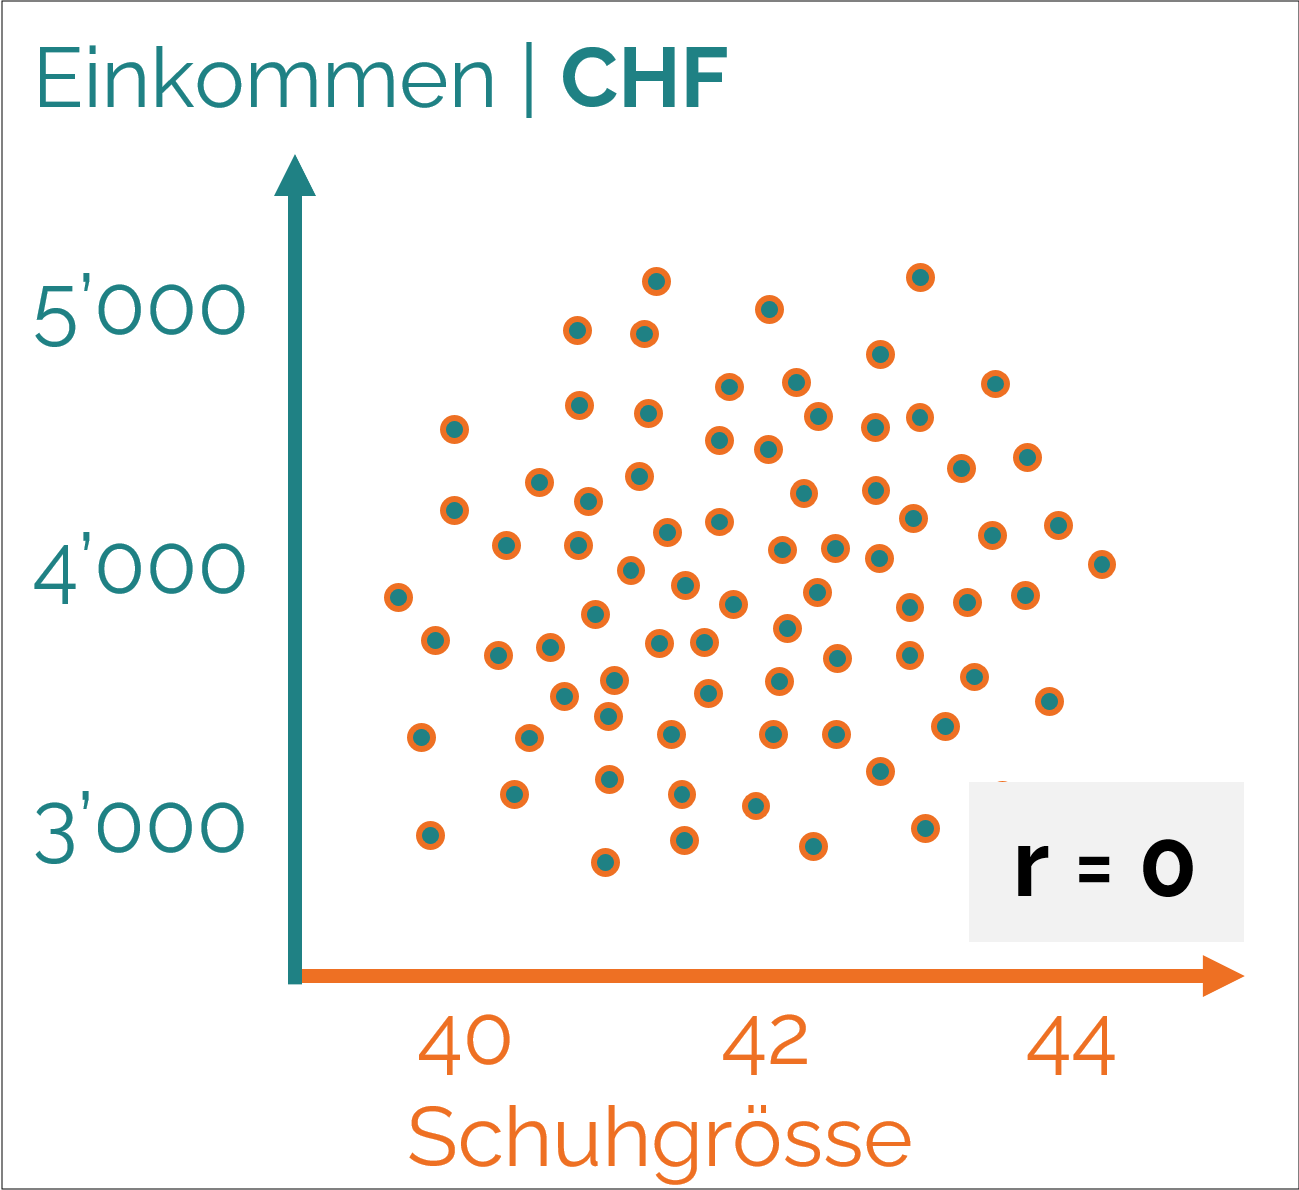 Einkommen | CHF
5’000
4’000
3’000
r = 0
40 42 44
Schuhgrösse